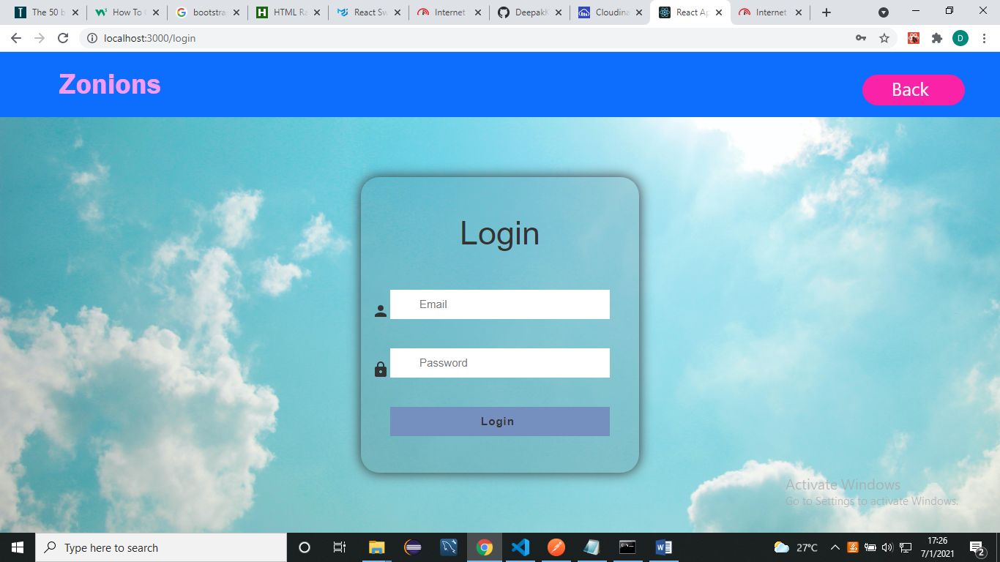 The 50 b
How To
bootstra
HTML Ra
React Sw
Internet
DeepakK
Cloudina
React Ap
Internet
localhost:3000/login
D
Zonions
Back
Login
Email
Password
Login
Activate Windows
Go to Settings to activate Windows.
Type here to search
27°C
17:26
7/1/2021
2